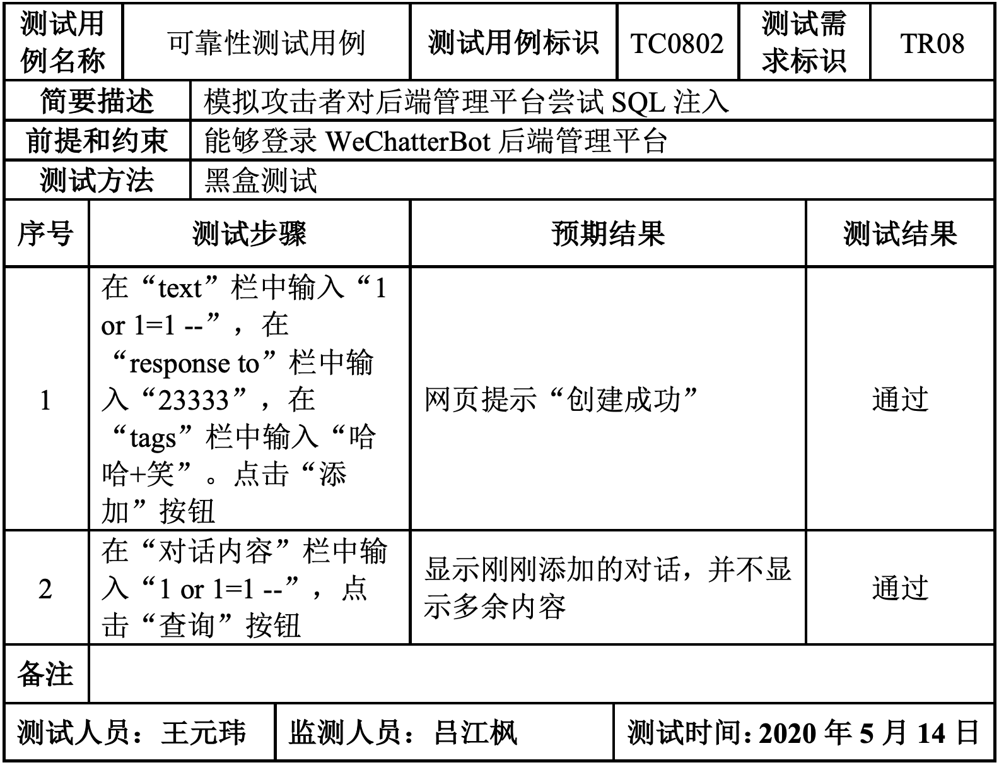 测试用
例名称
可靠性测试用例
测试用例标识
TC0802
测试需
求标识
TR08
简要描述
模拟攻击者对后端管理平台尝试 SQL 注入
前提和约束
能够登录 WeChatterBot 后端管理平台
测试方法
黑盒测试
序号
测试步骤
预期结果
测试结果
1
在“text”栏中输入“1
or 1=1 --”，在
“response to”栏中输
入“23333”，在
“tags”栏中输入“哈
哈+笑”。点击“添
加”按钮
网页提示“创建成功”
通过
2
在“对话内容”栏中输
入“1 or 1=1 --”，点
击“查询”按钮
显示刚刚添加的对话，并不显
示多余内容
通过
备注
测试人员：王元玮
监测人员：吕江枫
测试时间：2020 年 5 月 14 日